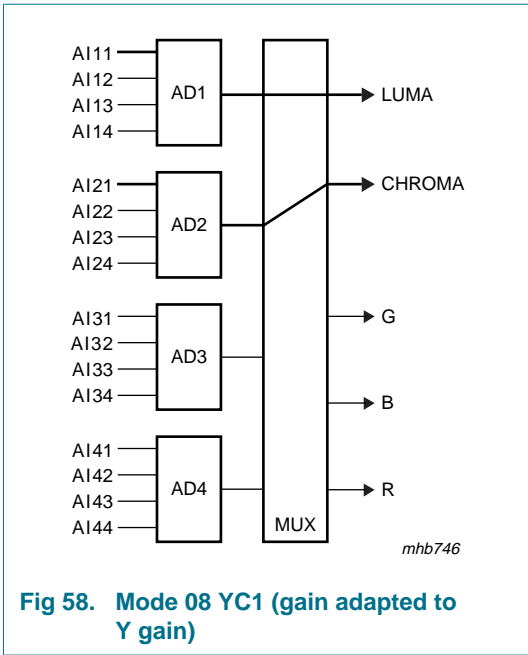 AI11
AI12
AI13
AI14
AD1
LUMA
AI21
AI22
AI23
AI24
AD2
CHROMA
AI31
AI32
AI33
AI34
AD3
G
B
AI41
AI42
AI43
AI44
AD4
R
MUX
mhb746
Fig 58. Mode 08 YC1 (gain adapted to
Y gain)